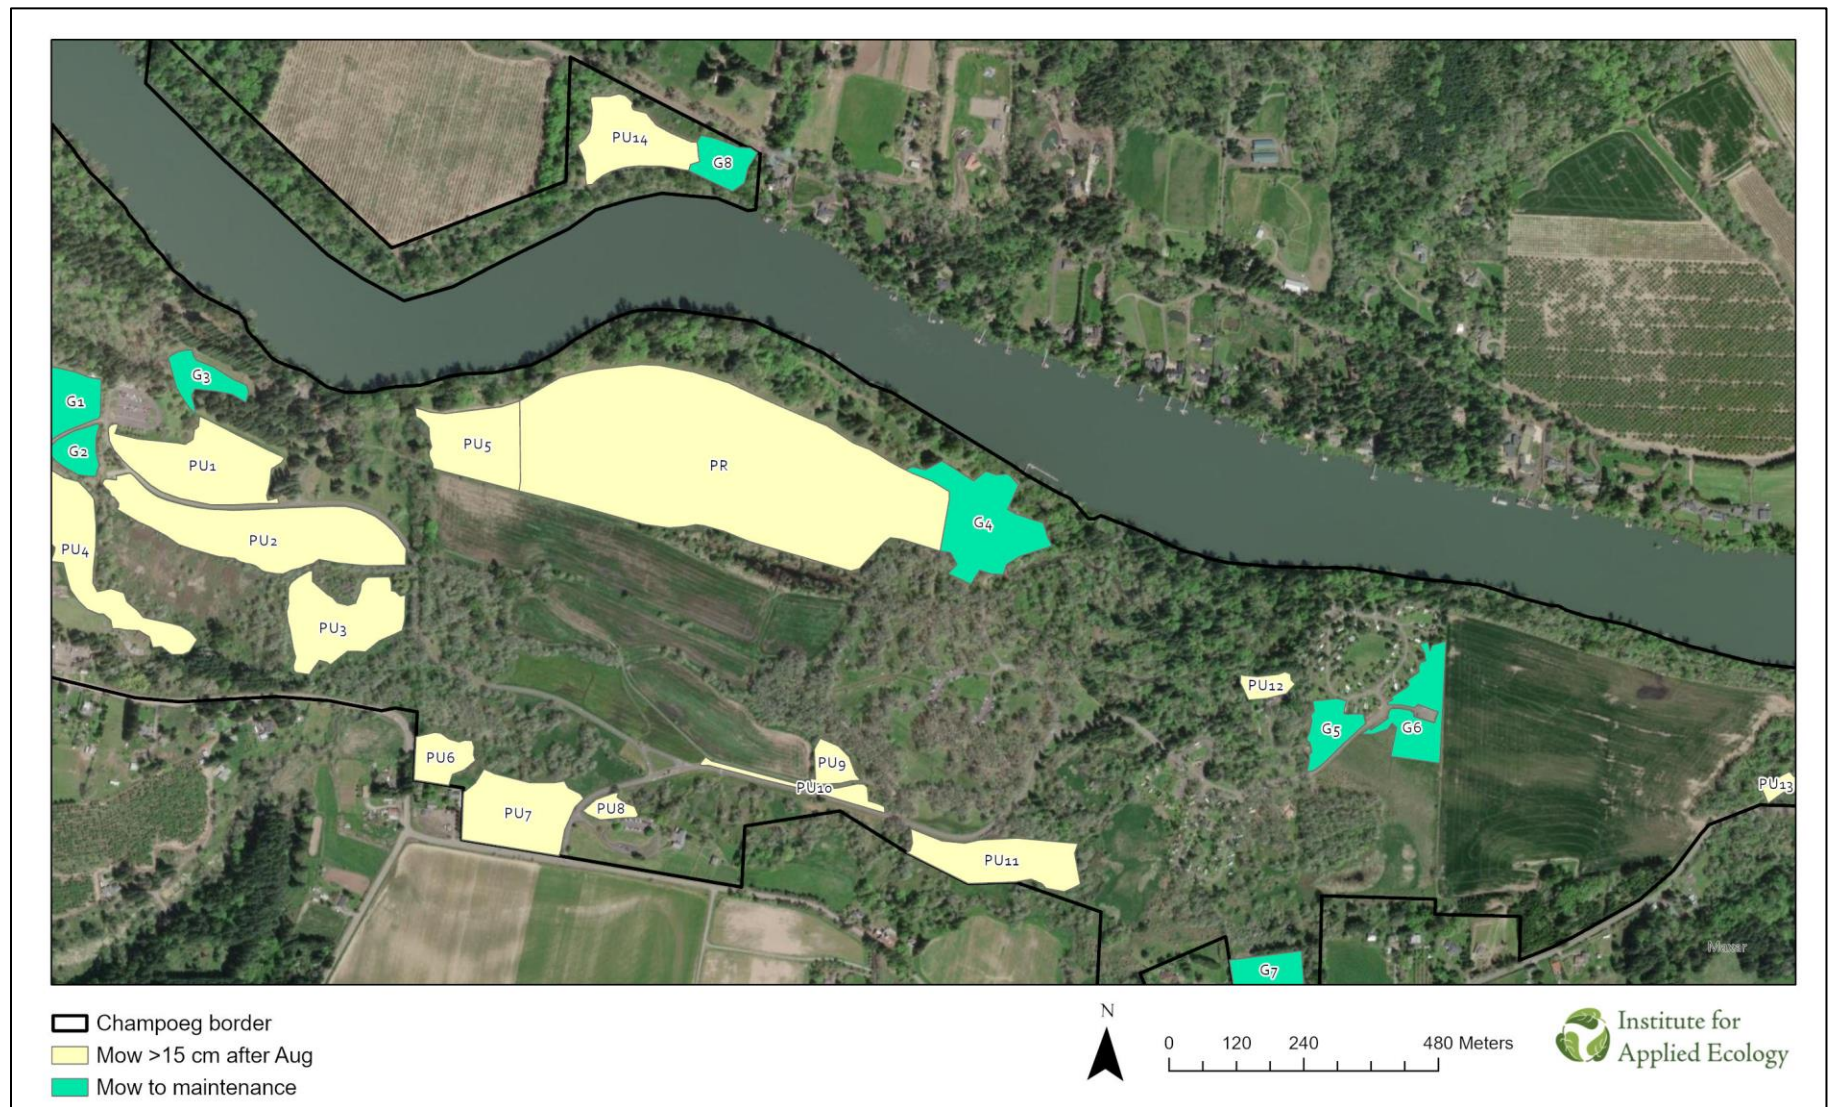 PU14
G8
G3
G1
G2
PU1
PU5
PR
PU2
G4
PU4
PU3
PU12
G5
G6
PU6
PU9
PU13
PU10
PU7
PU8
PU11
Maxar
G7
Champoeg border
Mow >15 cm after Aug
Mow to maintenance
N
0 120 240 480 Meters
Institute for
Applied Ecology